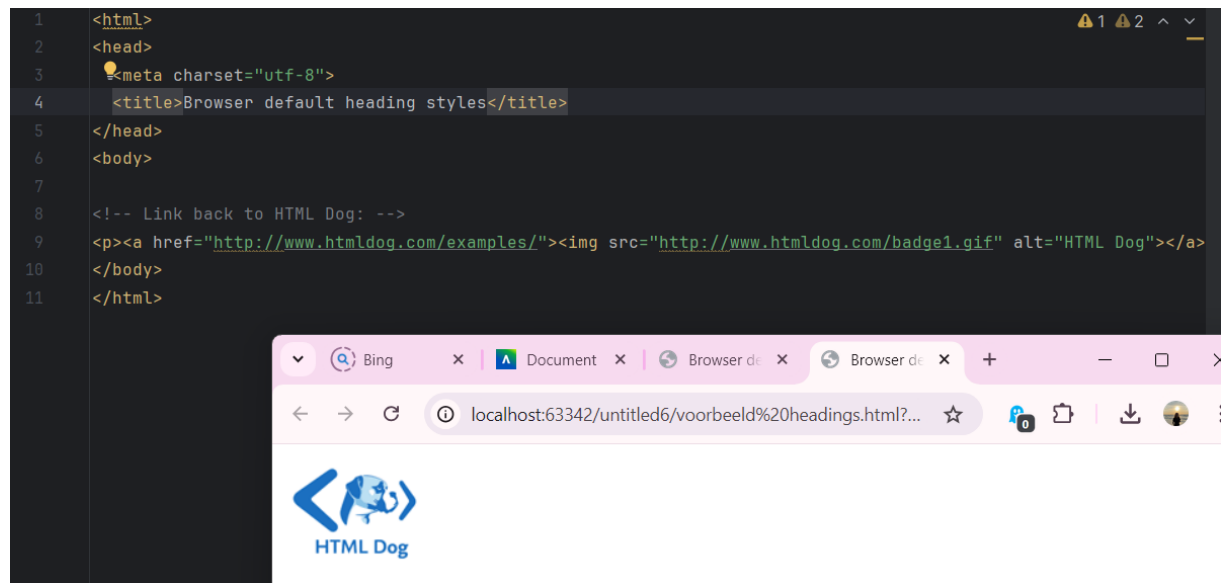 1 <html>
1 2
2 <head>
3 <meta charset="utf-8">
4 <title>Browser default heading styles</title>
5 </head>
6 <body>
7
8 <!-- Link back to HTML Dog: -->
9 <p><a href="http://www.htmldog.com/examples/"><img src="http://www.htmldog.com/badge1.gif" alt="HTML Dog"></a>
10 </body>
11 </html>
Bing Document Browser de Browser de
localhost:63342/untitled6/voorbeeld%20headings.html?...
0
HTML Dog